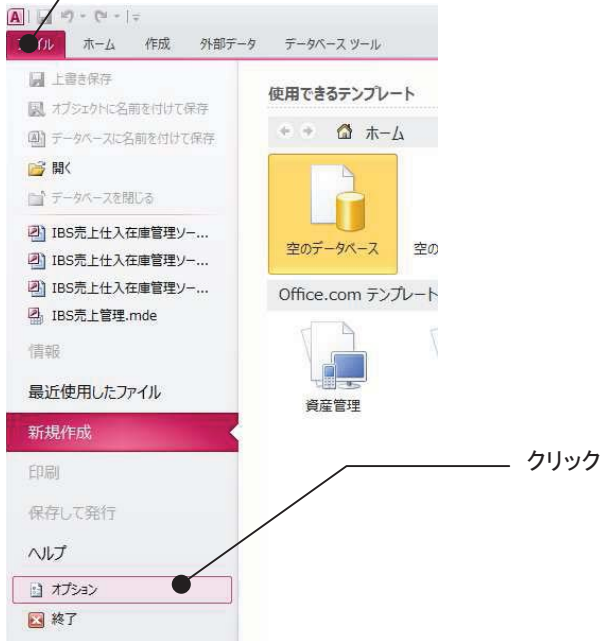 A
ホーム 作成 外部データ データベース ツール
上書き保存
オブジェクトに名前を付けて保存
データベースに名前を付けて保存
開く
データベースを閉じる
IBS売上仕入在庫管理ソー...
IBS売上仕入在庫管理ソー...
IBS売上仕入在庫管理ソー...
IBS売上管理.mde
情報
最近使用したファイル
新規作成
印刷
保存して発行
ヘルプ
オプション
終了
使用できるテンプレート
ホーム
空のデータベース 空の
Office.com テンプレート
資産管理
クリック